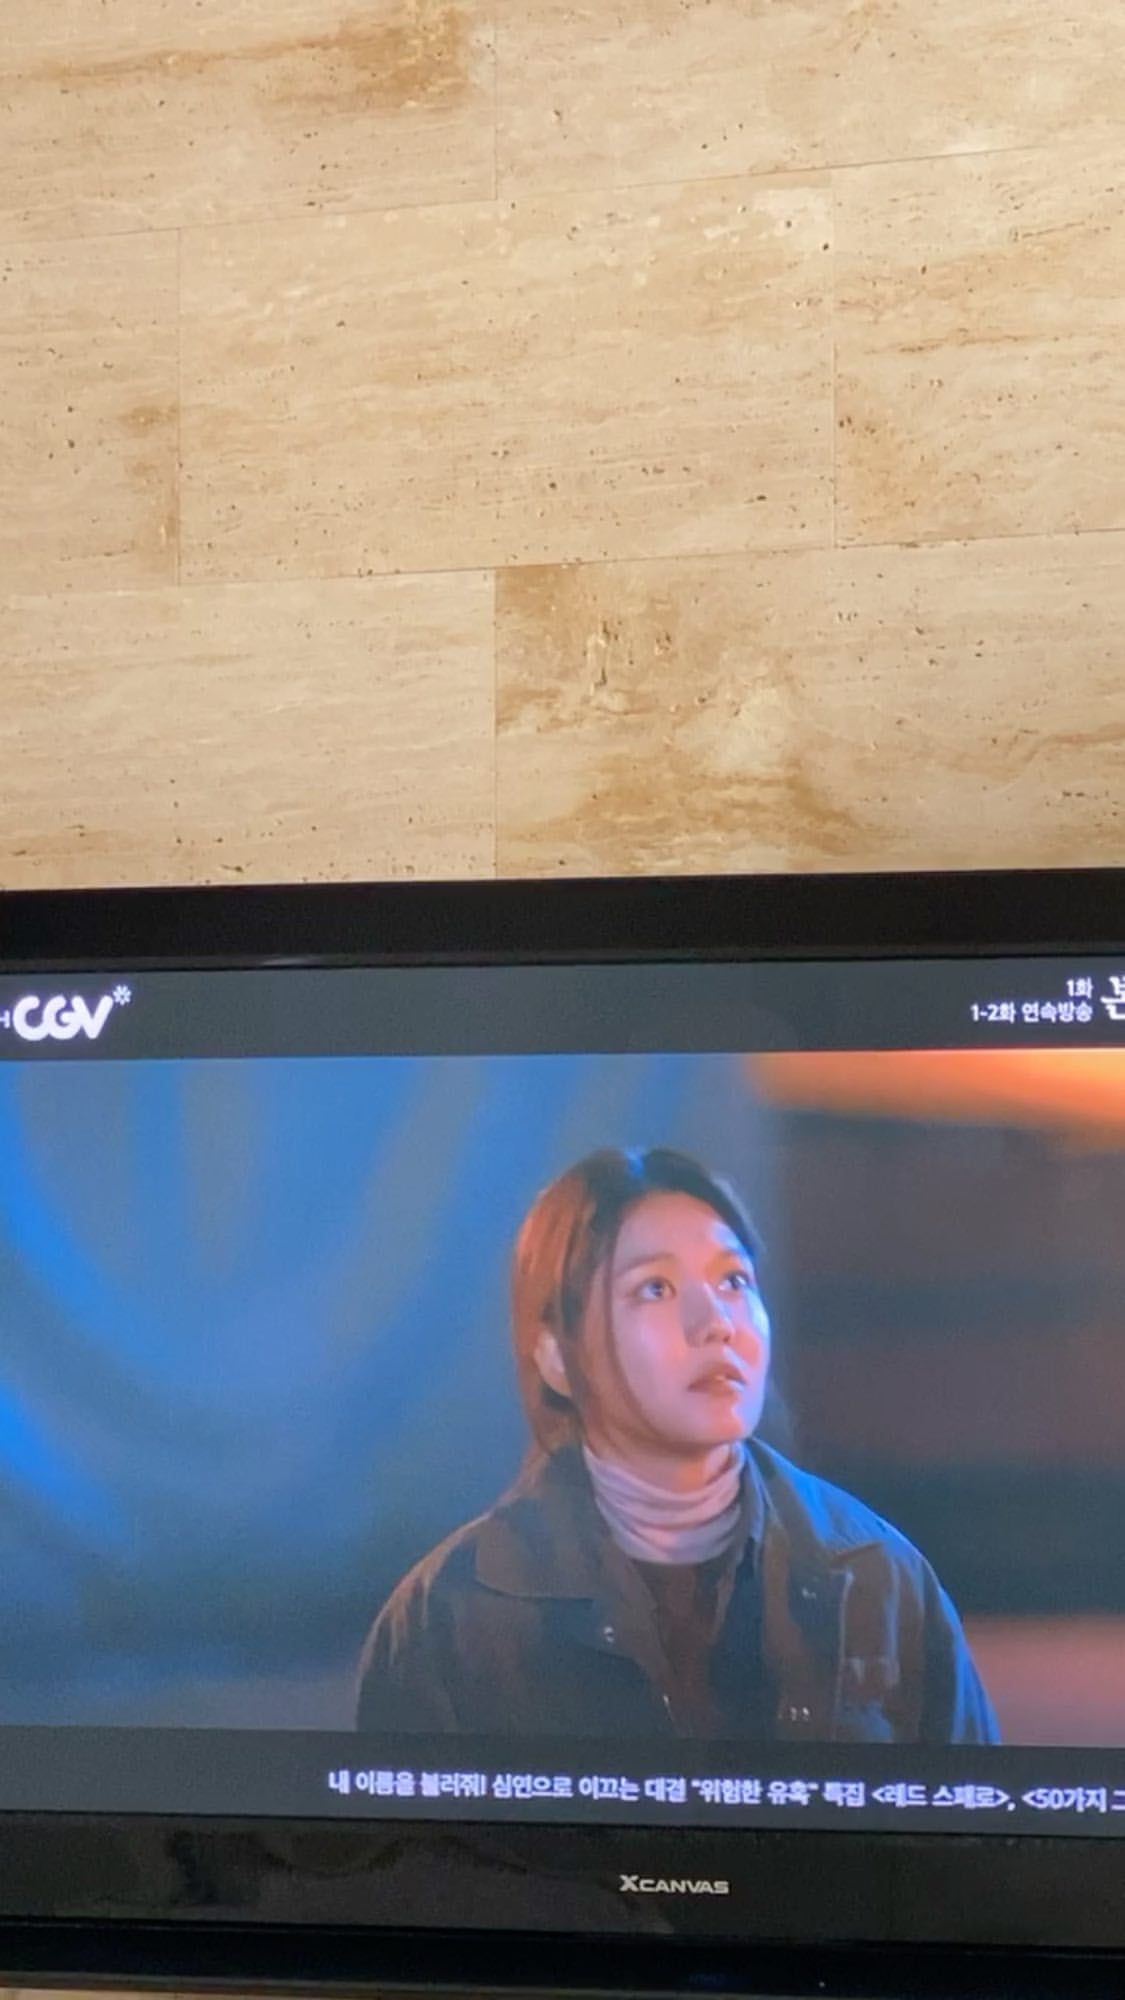 CGV
1화
1-2화 연속방송
내 이름을 불러줘! 심연으로 이끄는 대결 "위험한 유혹" 특집 <레드 스패로>, <50가지 그
XCANVAS